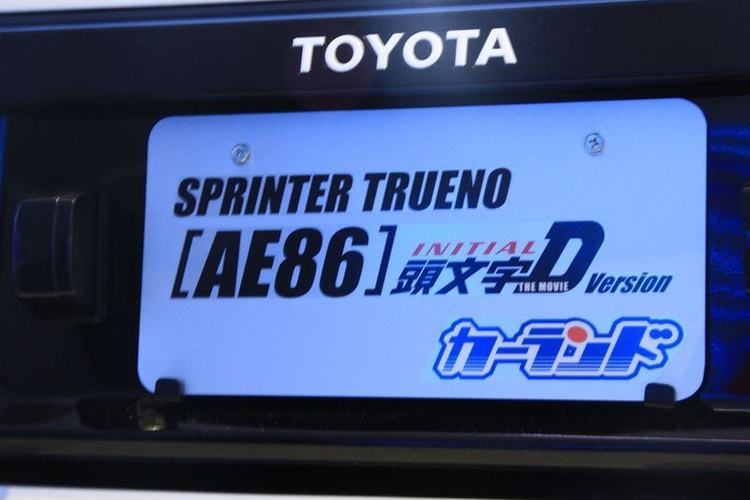 TOYOTA
SPRINTER TRUENO
[AE86] INITIAL 頭文字D THE MOVIE Version
カーランド